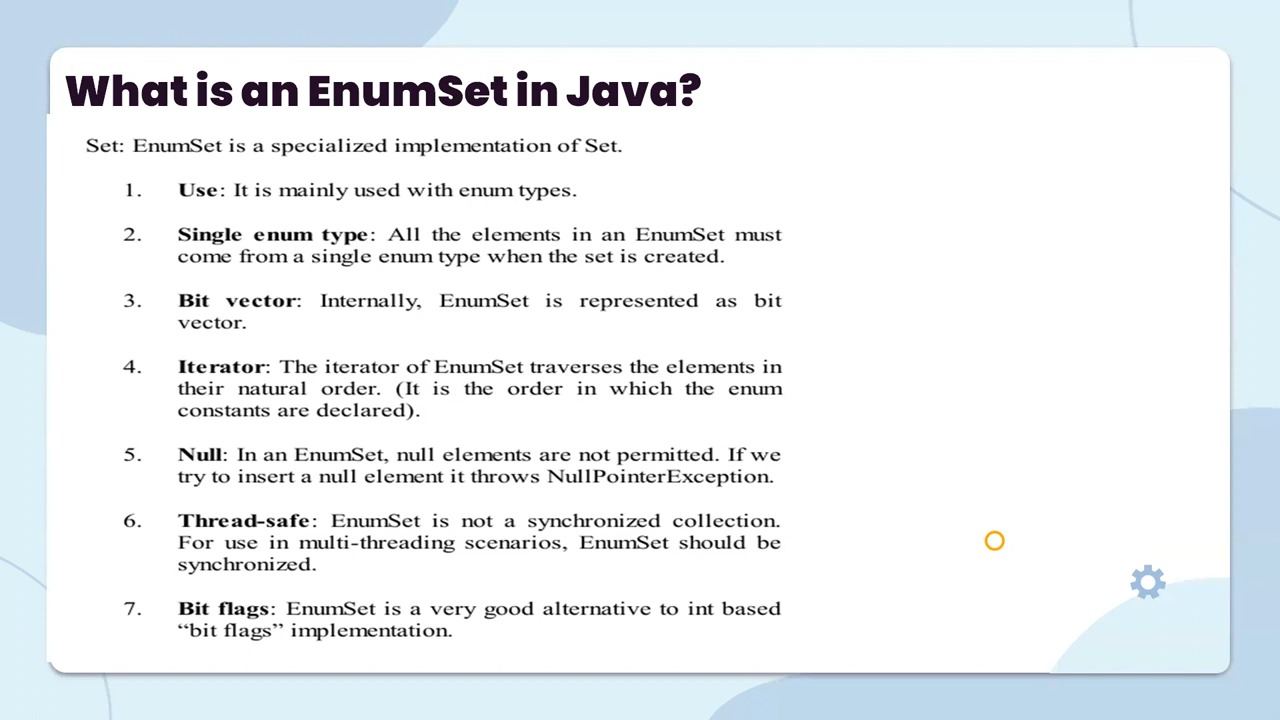 What is an EnumSet in Java?
Set: EnumSet is a specialized implementation of Set.
1. Use: It is mainly used with enum types.
2. Single enum type: All the elements in an EnumSet must
come from a single enum type when the set is created.
3. Bit vector: Internally, EnumSet is represented as bit
vector.
4. Iterator: The iterator of EnumSet traverses the elements in
their natural order. (It is the order in which the enum
constants are declared).
5. Null: In an EnumSet, null elements are not permitted. If we
try to insert a null element it throws NullPointerException.
6. Thread-safe: EnumSet is not a synchronized collection.
For use in multi-threading scenarios, EnumSet should be
synchronized.
7. Bit flags: EnumSet is a very good alternative to int based
“bit flags” implementation.